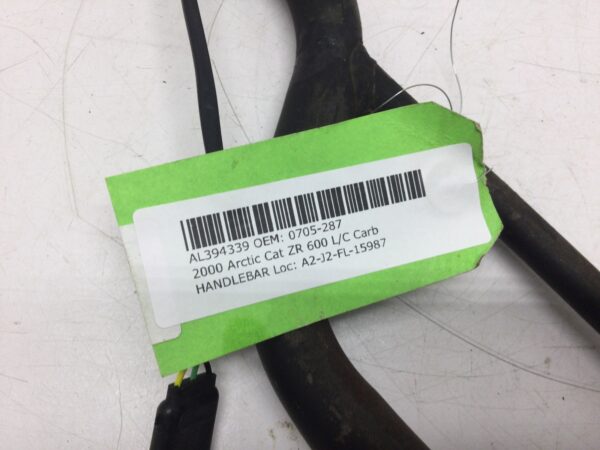 AL394339 OEM: 0705-287
2000 Arctic Cat ZR 600 L/C Carb
HANDLEBAR Loc: A2-J2-FL-15987